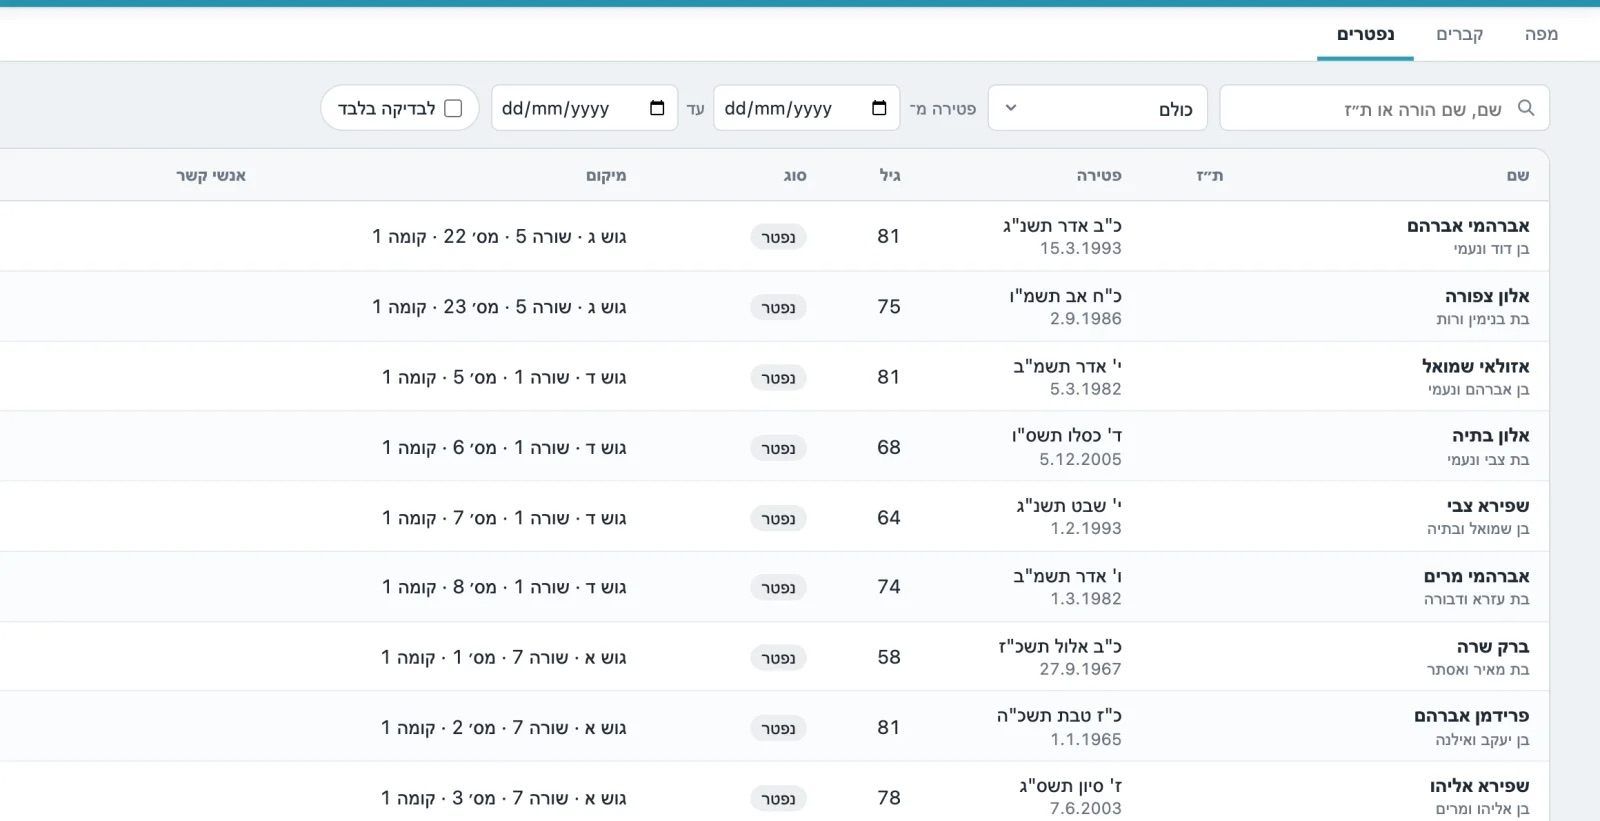 מפה
קברים
נפטרים
שם, שם הורה או ת״ז
כולם
פטירה מ־
dd/mm/yyyy
עד
dd/mm/yyyy
לבדיקה בלבד
שם ת״ז פטירה גיל סוג מיקום אנשי קשר
אברהמי אברהם
בן דוד ונעמי
כ"ב אדר תשנ"ג
15.3.1993
81
נפטר
גוש ג · שורה 5 · מס׳ 22 · קומה 1
אלון צפורה
בת בנימין ורות
כ"ח אב תשמ"ו
2.9.1986
75
נפטר
גוש ג · שורה 5 · מס׳ 23 · קומה 1
אזולאי שמואל
בן אברהם ונעמי
י' אדר תשמ"ב
5.3.1982
81
נפטר
גוש ד · שורה 1 · מס׳ 5 · קומה 1
אלון בתיה
בת צבי ונעמי
ד' כסלו תשס"ו
5.12.2005
68
נפטר
גוש ד · שורה 1 · מס׳ 6 · קומה 1
שפירא צבי
בן שמואל ובתיה
י' שבט תשנ"ג
1.2.1993
64
נפטר
גוש ד · שורה 1 · מס׳ 7 · קומה 1
אברהמי מרים
בת עזרא ודבורה
ו' אדר תשמ"ב
1.3.1982
74
נפטר
גוש ד · שורה 1 · מס׳ 8 · קומה 1
ברק שרה
בת מאיר ואסתר
כ"ב אלול תשכ"ז
27.9.1967
58
נפטר
גוש א · שורה 7 · מס׳ 1 · קומה 1
פרידמן אברהם
בן יעקב ואילנה
כ"ז טבת תשכ"ה
1.1.1965
81
נפטר
גוש א · שורה 7 · מס׳ 2 · קומה 1
שפירא אליהו
בן אליהו ומרים
ז' סיון תשס"ג
7.6.2003
78
נפטר
גוש א · שורה 7 · מס׳ 3 · קומה 1